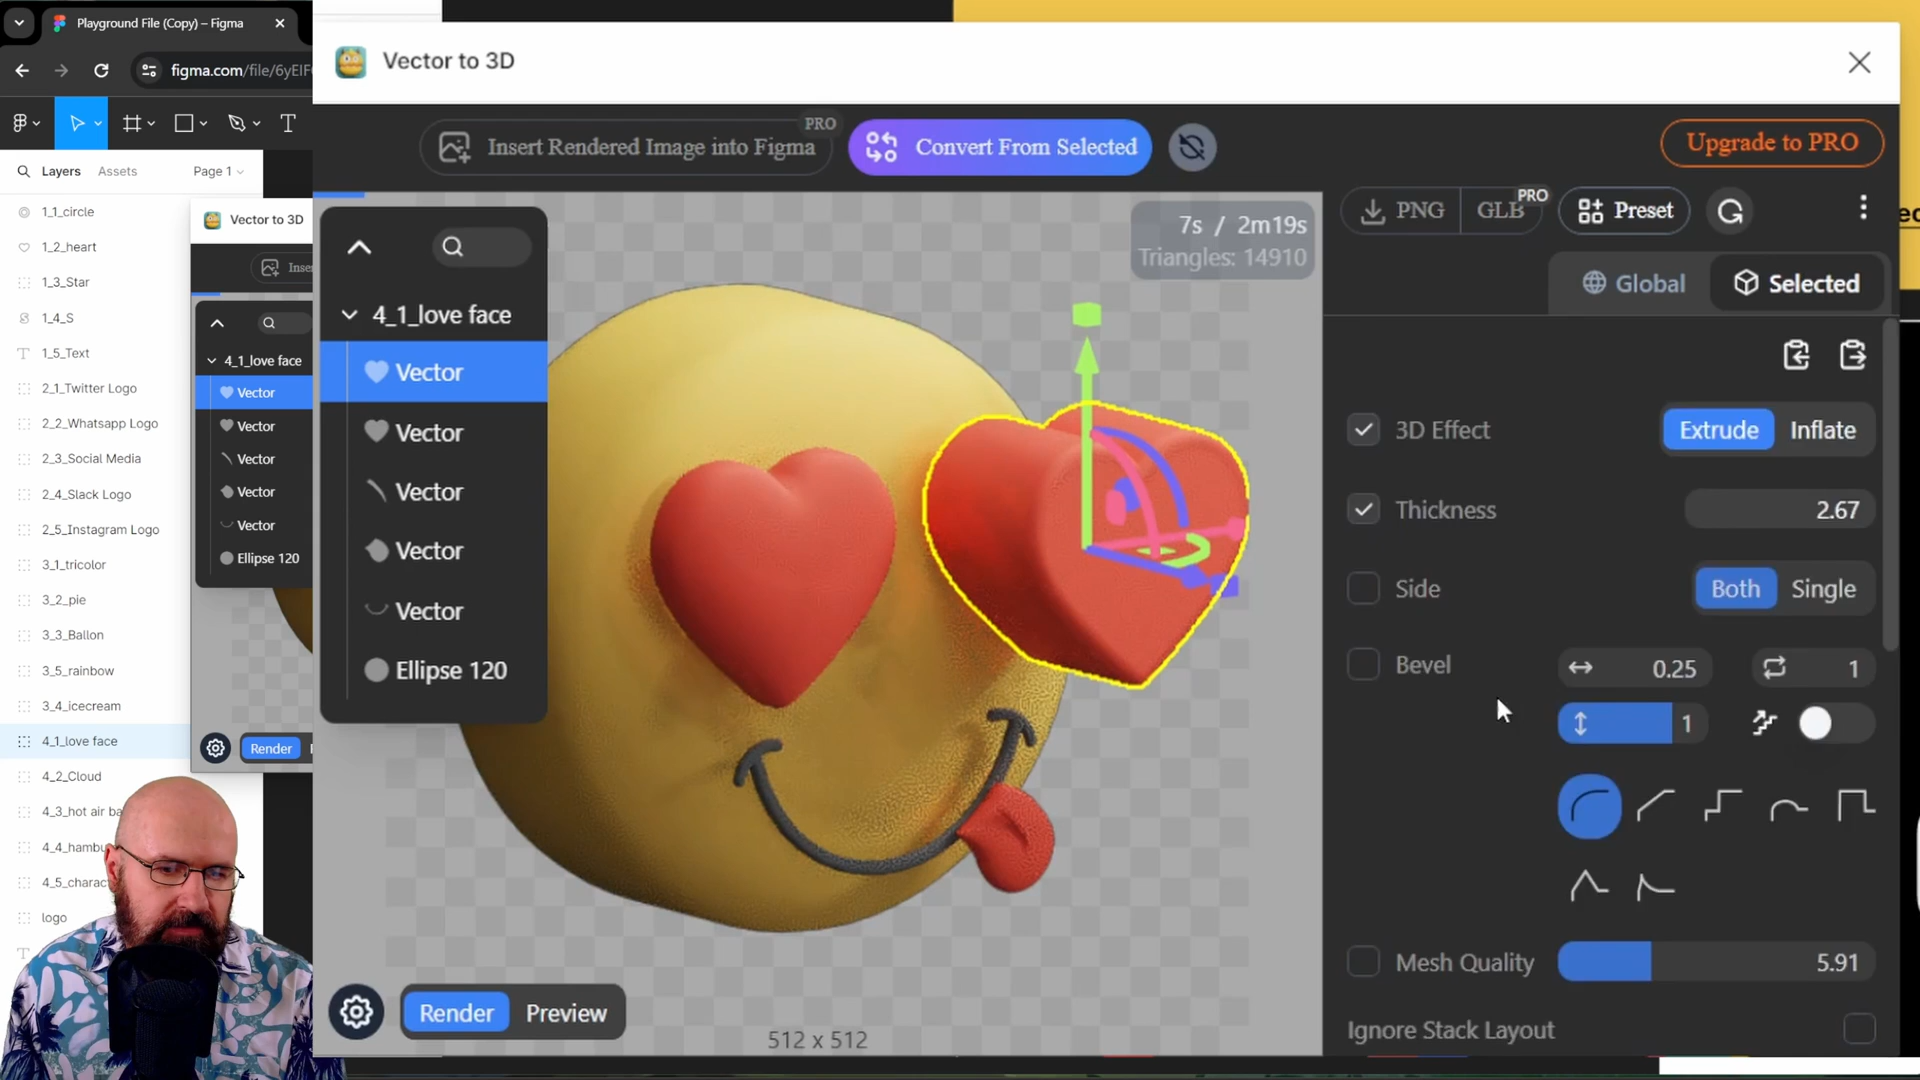 Playground File (Copy) – Figma
figma.com/file/6yEIF
Layers
Assets
Page 1
1_1_circle
1_2_heart
1_3_Star
1_4_S
1_5_Text
2_1_Twitter Logo
2_2_Whatsapp Logo
2_3_Social Media
2_4_Slack Logo
2_5_Instagram Logo
3_1_tricolor
3_2_pie
3_3_Ballon
3_5_rainbow
3_4_icecream
4_1_love face
4_2_Cloud
4_3_hot air ba
4_4_hambu
4_5_charac
logo
Vector to 3D
Inse
4_1_love face
Vector
Vector
Vector
Vector
Vector
Ellipse 120
Render
Vector to 3D
Insert Rendered Image into Figma
PRO
Convert From Selected
Upgrade to PRO
4_1_love face
Vector
Vector
Vector
Vector
Vector
Ellipse 120
7s / 2m19s
Triangles: 14910
Render
Preview
512 x 512
PNG
GLB
PRO
Preset
Global
Selected
3D Effect
Extrude
Inflate
Thickness
2.67
Side
Both
Single
Bevel
0.25
1
1
Mesh Quality
5.91
Ignore Stack Layout